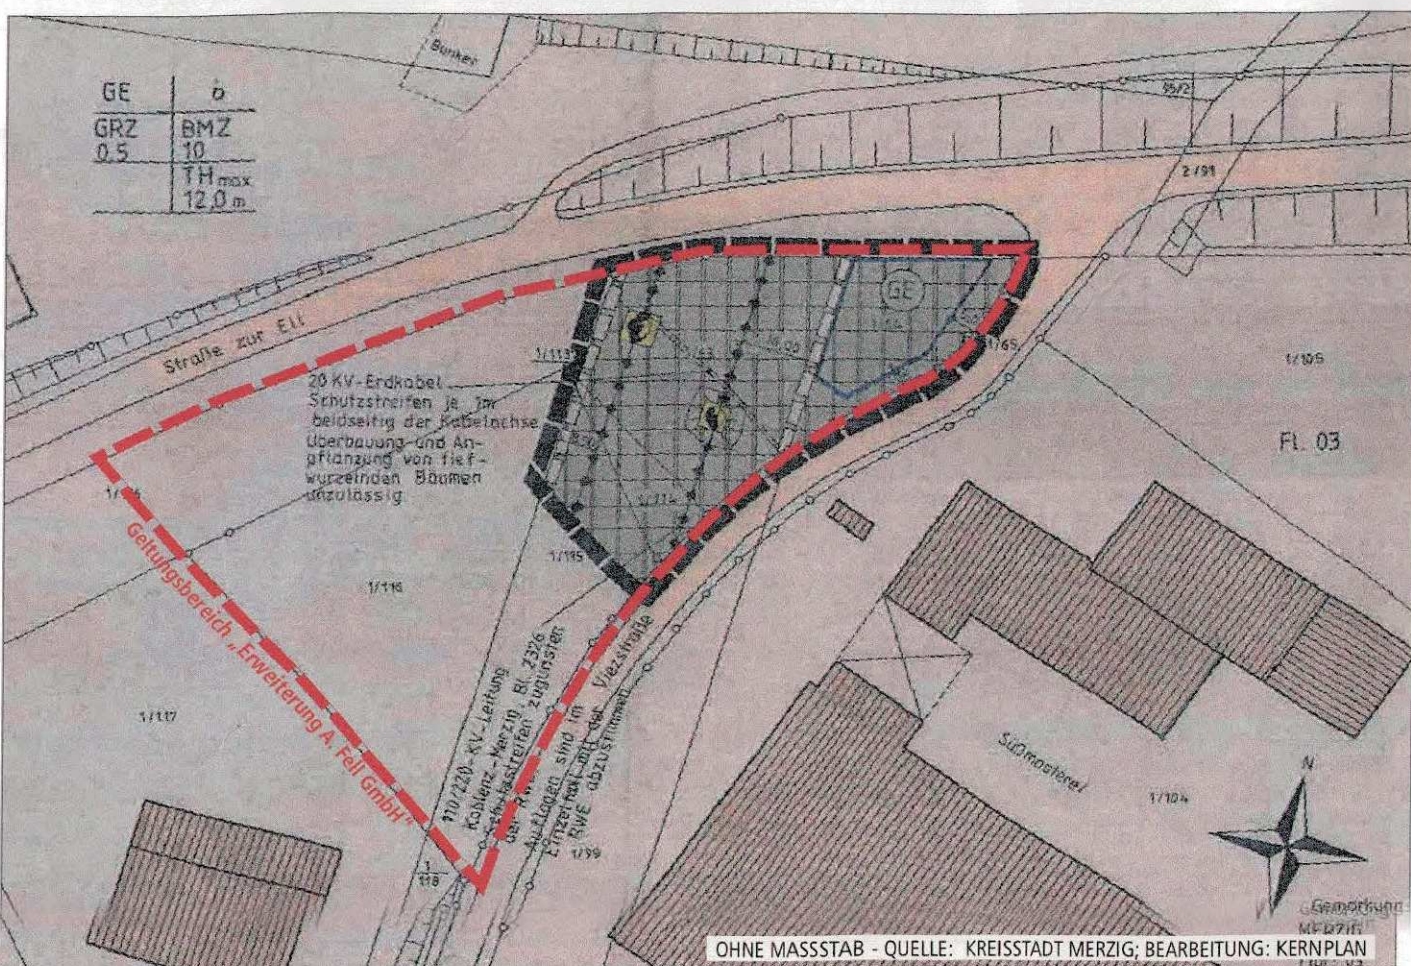 Bunker
GE
GRZ BMZ
0.5 10
TH max
12,0 m
95/2
2/91
Straße zur Ell
GE
1/113
1/65
1/105
20 KV-Erdkabel
Schutzstreifen je 1m
beidseitig der Kabelachse
Überbauung und An-
pflanzung von tief-
wurzelnden Bäumen
unzulässig
FL. 03
1/114
1/115
1/116
Geltungsbereich „Erweiterung A. Fell GmbH"
1/117
110/220-KV-Leitung
Koblenz-Merzig, Bl. 2326
Schutzstreifen zugunsten
der RWE
Auflagen sind im
Einzelfall mit der
RWE abzustimmen
Viezstraße
Süßmosterei
1/104
N
1/99
1
118
Gemarkung
OHNE MASSSTAB - QUELLE: KREISSTADT MERZIG; BEARBEITUNG: KERNPLAN